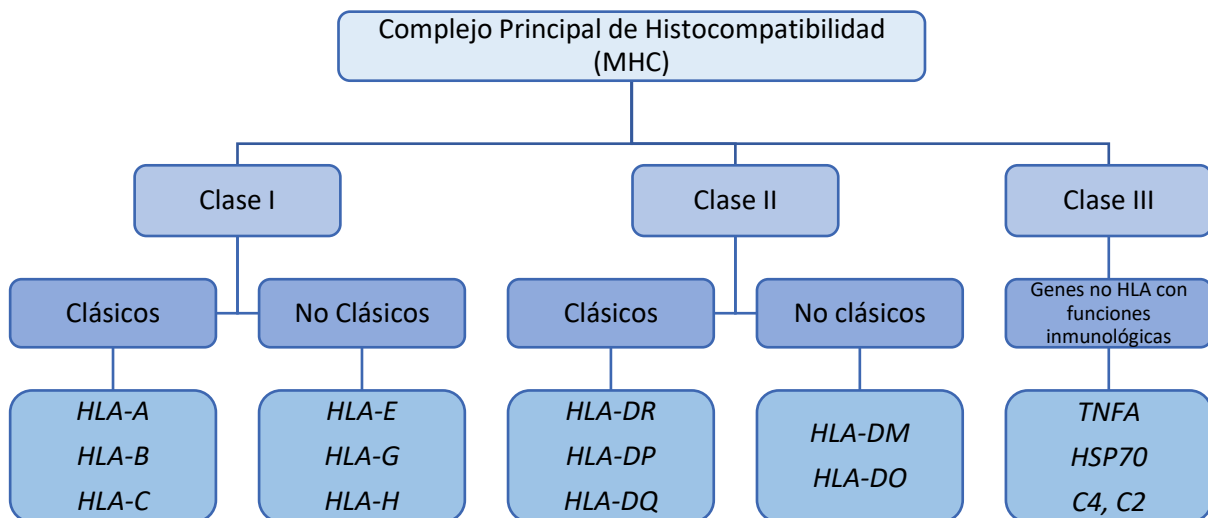 Complejo Principal de Histocompatibilidad
(MHC)
Clase I
Clase II
Clase III
Clásicos
No Clásicos
Clásicos
No clásicos
Genes no HLA con
funciones
inmunológicas
HLA-A
HLA-B
HLA-C
HLA-E
HLA-G
HLA-H
HLA-DR
HLA-DP
HLA-DQ
HLA-DM
HLA-DO
TNFA
HSP70
C4, C2